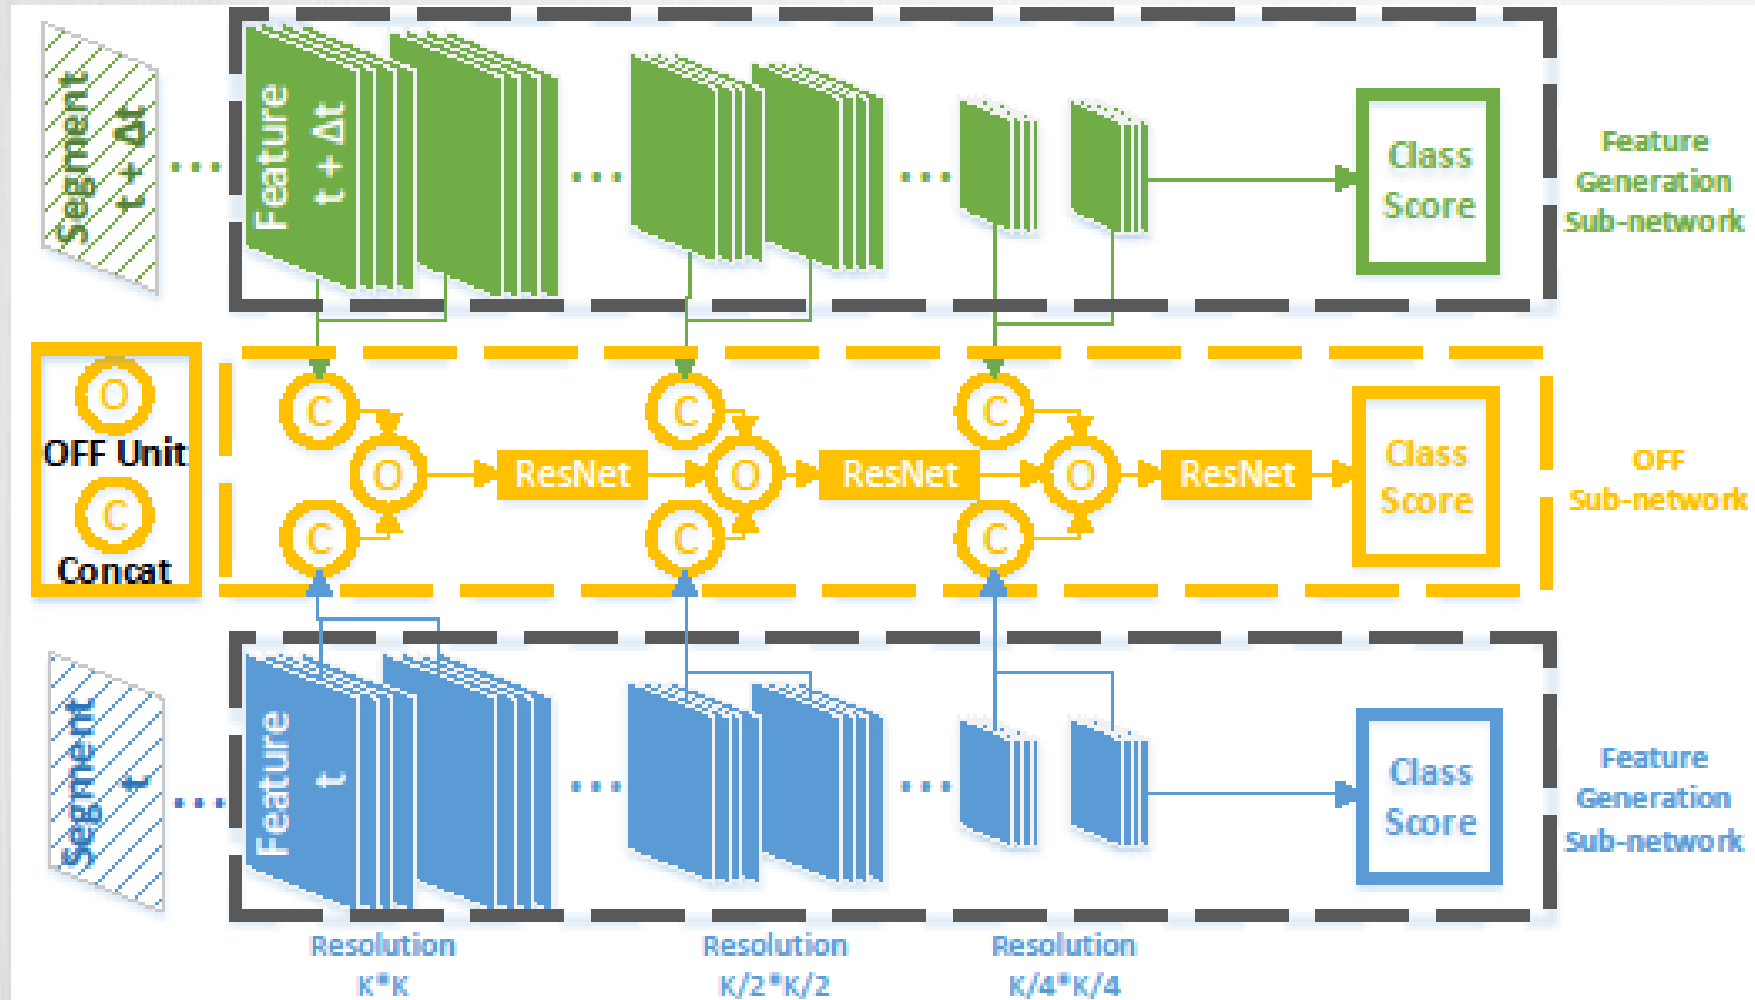 Segment
t + Δt
...
Feature
t + Δt
...
...
Class
Score
Feature
Generation
Sub-network
O
OFF Unit
C
Concat
C
C
C
O
ResNet
O
ResNet
O
ResNet
C
C
C
Class
Score
OFF
Sub-network
Segment
t
...
Feature
t
...
...
Class
Score
Feature
Generation
Sub-network
Resolution
K*K
Resolution
K/2*K/2
Resolution
K/4*K/4